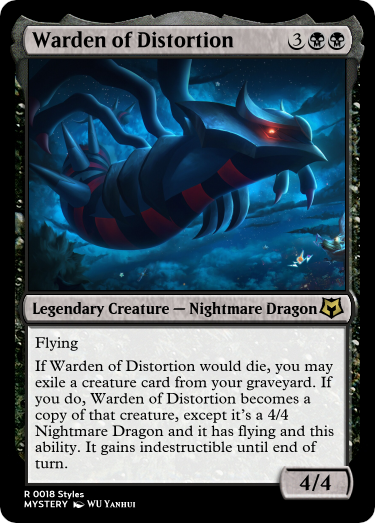 Warden of Distortion 3
Legendary Creature — Nightmare Dragon
Flying
If Warden of Distortion would die, you may
exile a creature card from your graveyard. If
you do, Warden of Distortion becomes a
copy of that creature, except it's a 4/4
Nightmare Dragon and it has flying and this
ability. It gains indestructible until end of
turn.
4/4
R 0018 Styles
MYSTERY WU YANHUI